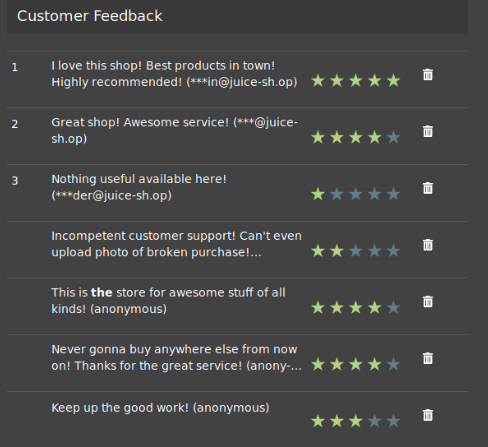 Customer Feedback
1
I love this shop! Best products in town!
Highly recommended! (***in@juice-sh.op)
2
Great shop! Awesome service! (***@juice-
sh.op)
3
Nothing useful available here!
(***der@juice-sh.op)
Incompetent customer support! Can't even
upload photo of broken purchase!...
This is the store for awesome stuff of all
kinds! (anonymous)
Never gonna buy anywhere else from now
on! Thanks for the great service! (anony-...
Keep up the good work! (anonymous)